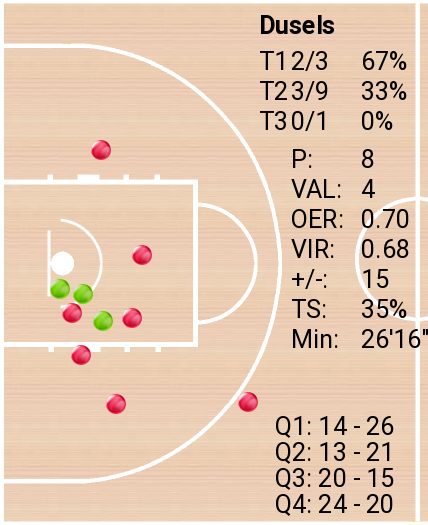 Dusels
T1 2/3 67%
T2 3/9 33%
T3 0/1 0%
P: 8
VAL: 4
OER: 0.70
VIR: 0.68
+/-: 15
TS: 35%
Min: 26'16"
Q1: 14 - 26
Q2: 13 - 21
Q3: 20 - 15
Q4: 24 - 20